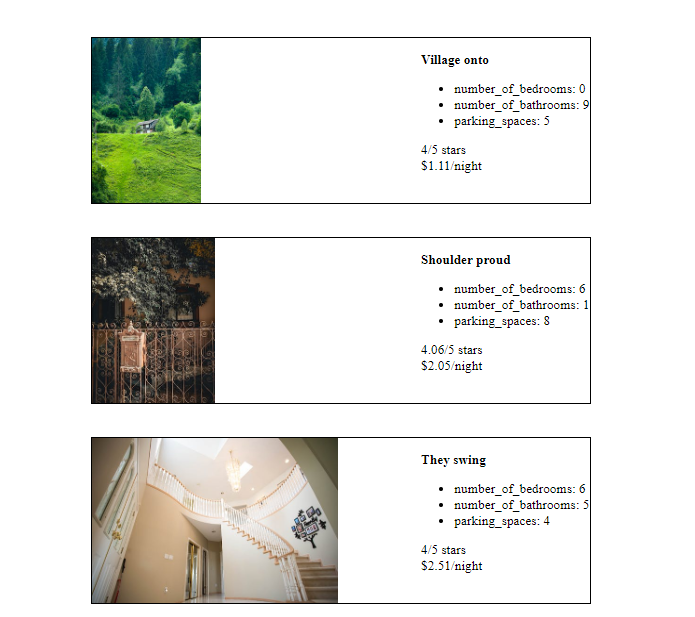 Village onto
number_of_bedrooms: 0
number_of_bathrooms: 9
parking_spaces: 5
4/5 stars
$1.11/night
Shoulder proud
number_of_bedrooms: 6
number_of_bathrooms: 1
parking_spaces: 8
4.06/5 stars
$2.05/night
They swing
number_of_bedrooms: 6
number_of_bathrooms: 5
parking_spaces: 4
4/5 stars
$2.51/night